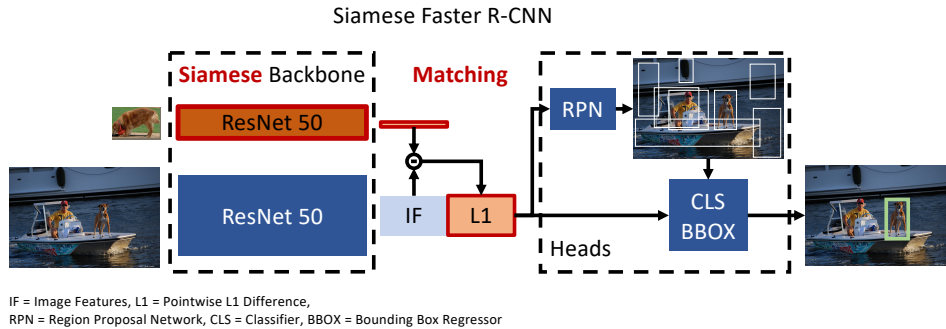 Siamese Faster R-CNN
Siamese Backbone
Matching
ResNet 50
RPN
ResNet 50
IF
L1
CLS
BBOX
Heads
IF = Image Features, L1 = Pointwise L1 Difference,
RPN = Region Proposal Network, CLS = Classifier, BBOX = Bounding Box Regressor